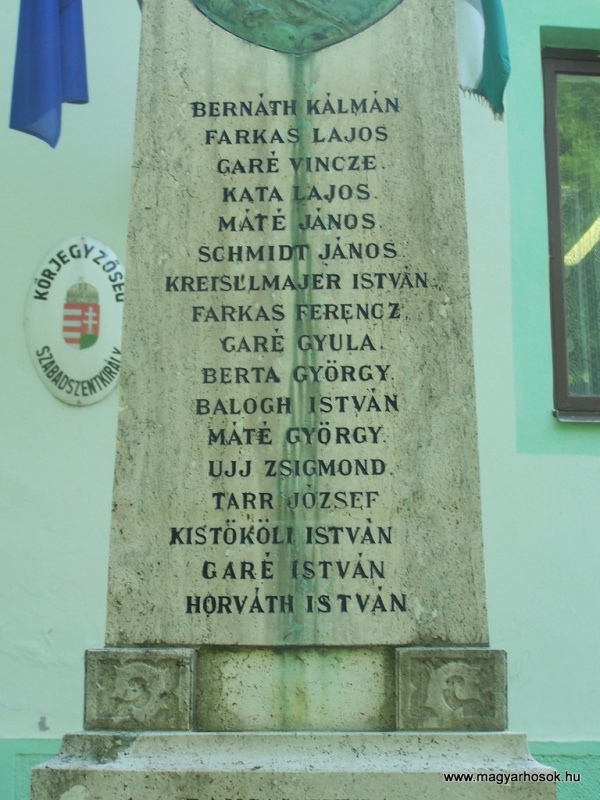 BERNÁTH KÁLMÁN
FARKAS LAJOS
GARÉ VINCZE.
KATA LAJOS.
MÁTÉ JÁNOS.
SCHMIDT JÁNOS.
ISTVÁN.
FARKAS FERENCZ.
GARÉ GYULA.
BERTA GYÖRGY.
BALOGH ISTVÁN
MÁTÉ GYÖRGY.
UJJ ZSIGMOND.
TARR JÓZSEF
KISTÖKÖLI ISTVÁN
GARÉ ISTVÁN
HORVÁTH ISTVÁN
KÖRJEGYZŐSÉG
SZABADSZENTKIRÁLY
www.magyarhosok.hu